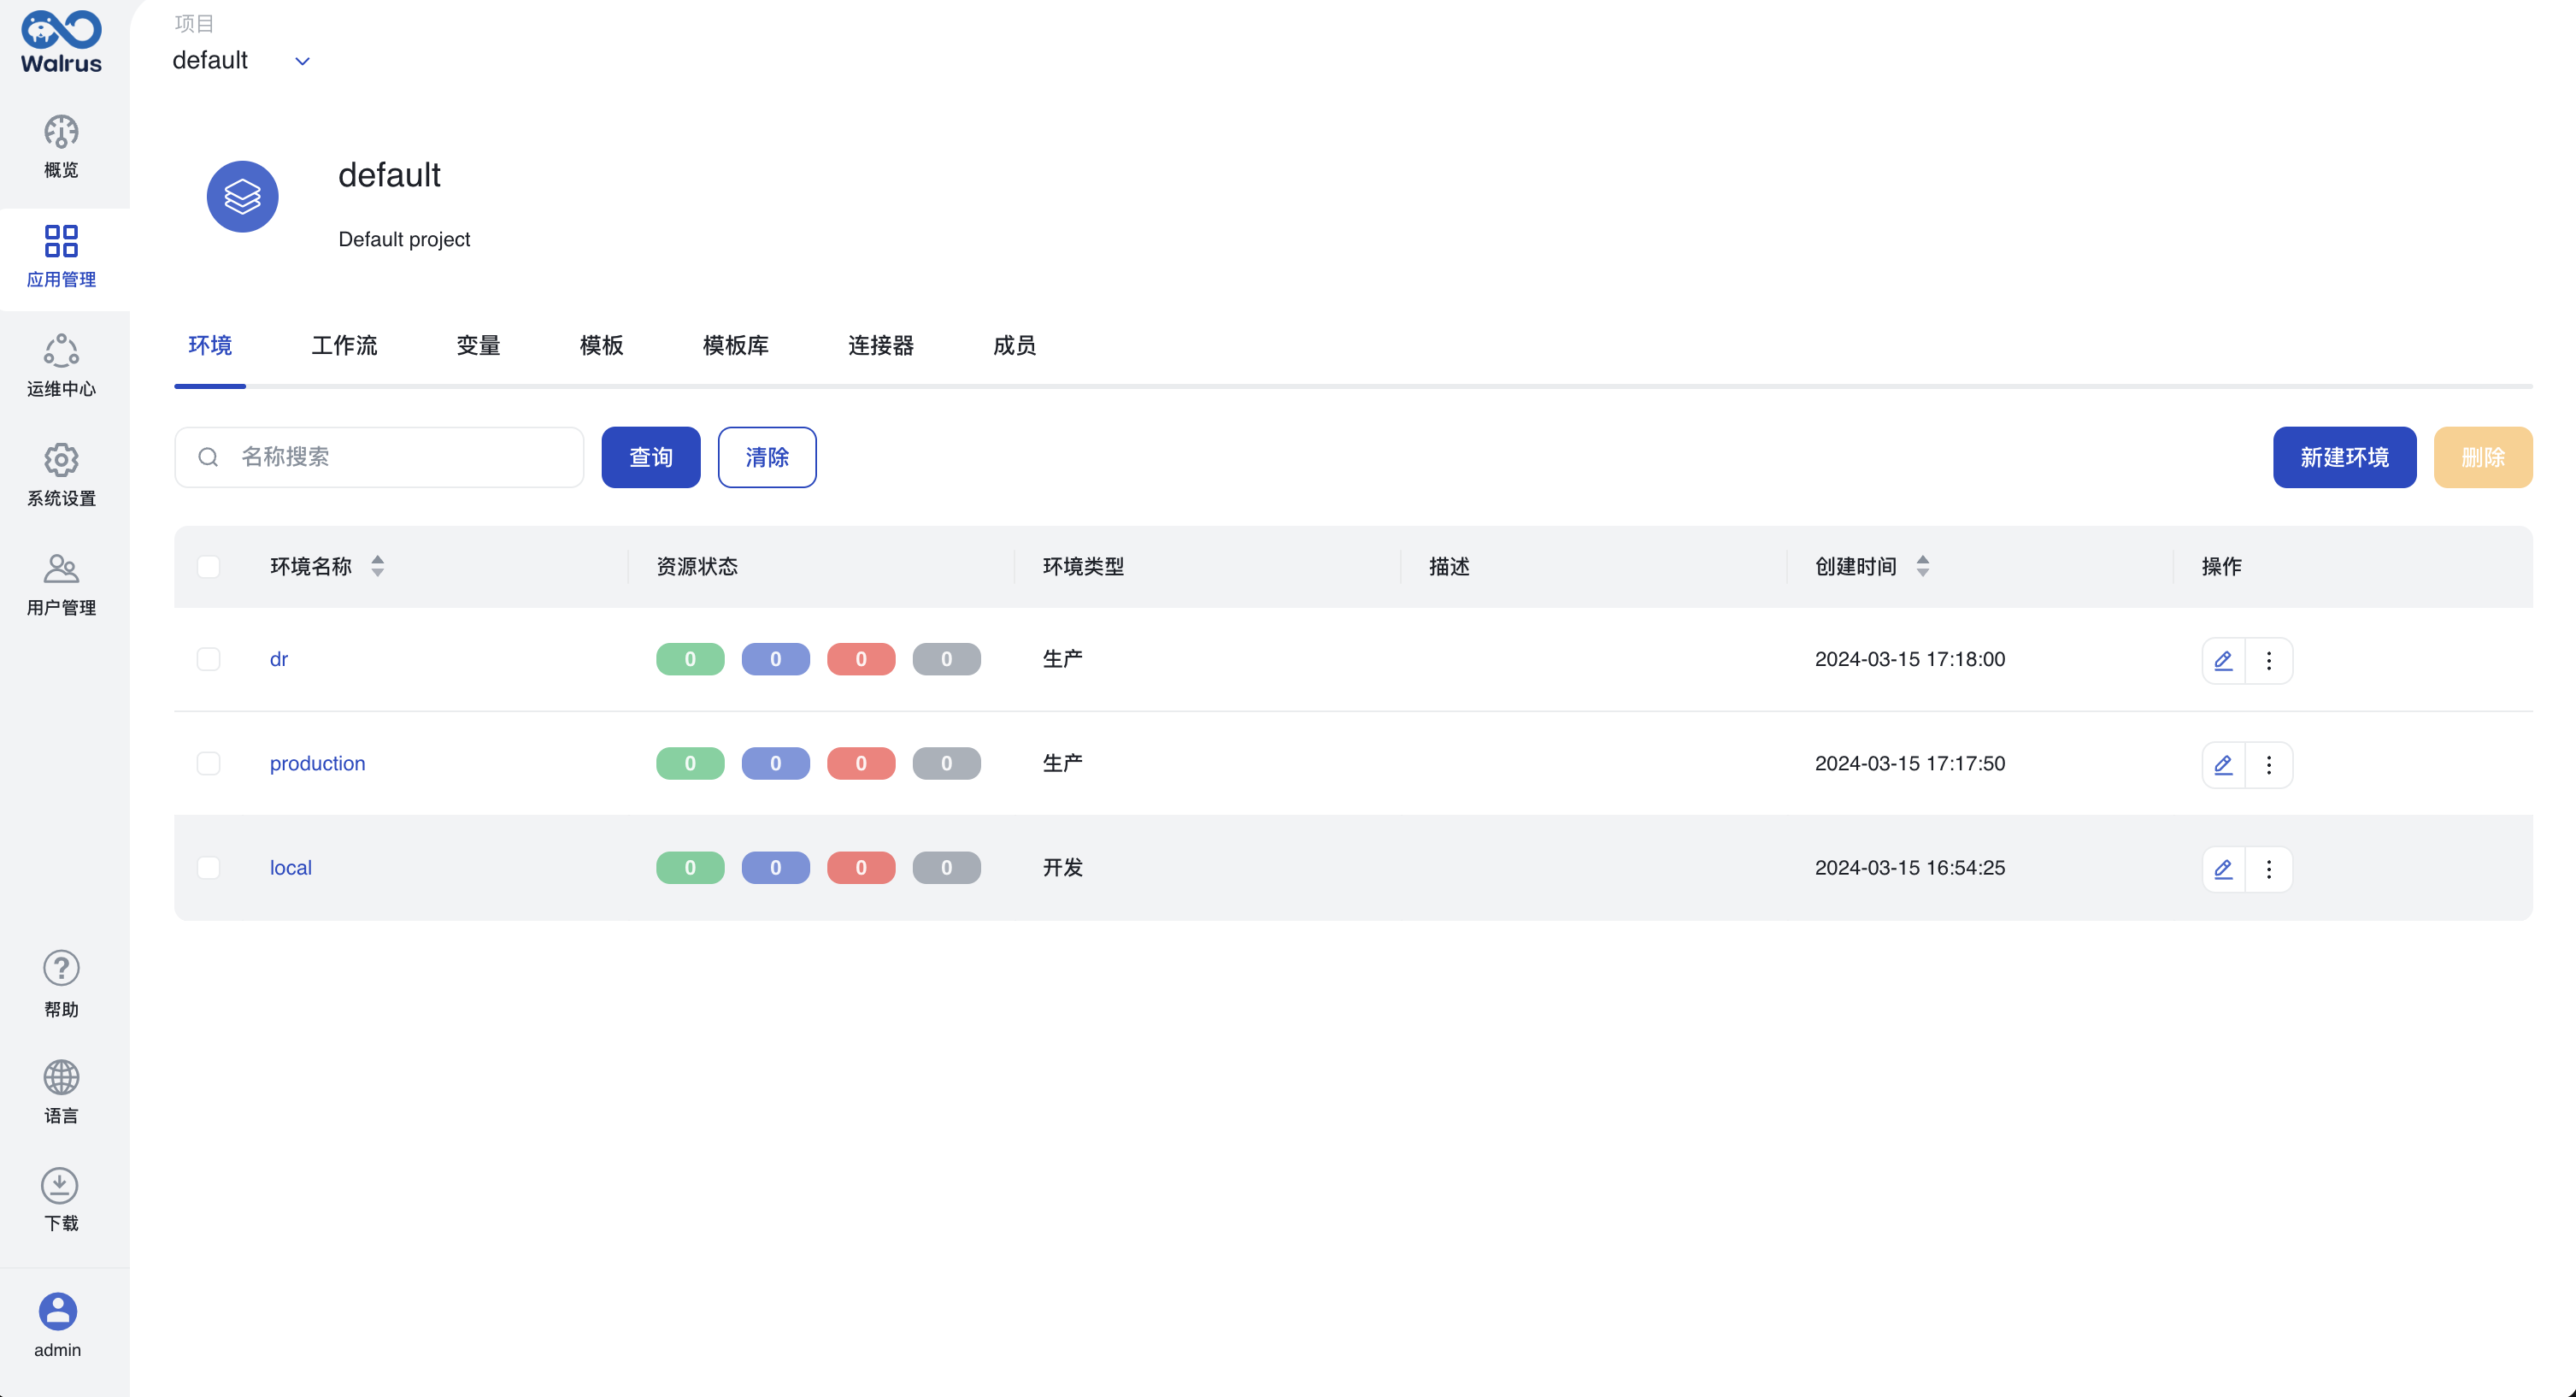 Walrus
概览
应用管理
运维中心
系统设置
用户管理
帮助
语言
下载
admin
项目
default
default
Default project
环境 工作流 变量 模板 模板库 连接器 成员
名称搜索 查询 清除 新建环境 删除
环境名称 资源状态 环境类型 描述 创建时间 操作
dr 0 0 0 0 生产 2024-03-15 17:18:00
production 0 0 0 0 生产 2024-03-15 17:17:50
local 0 0 0 0 开发 2024-03-15 16:54:25